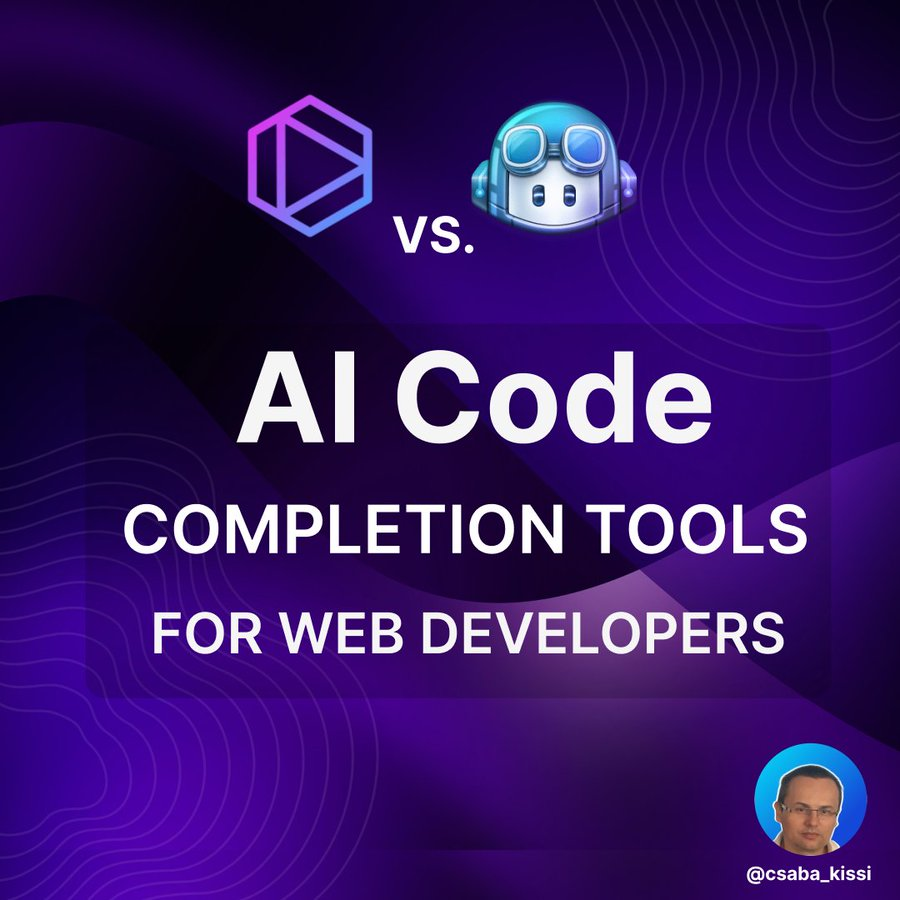 VS.
AI Code
COMPLETION TOOLS
FOR WEB DEVELOPERS
@csaba_kissi